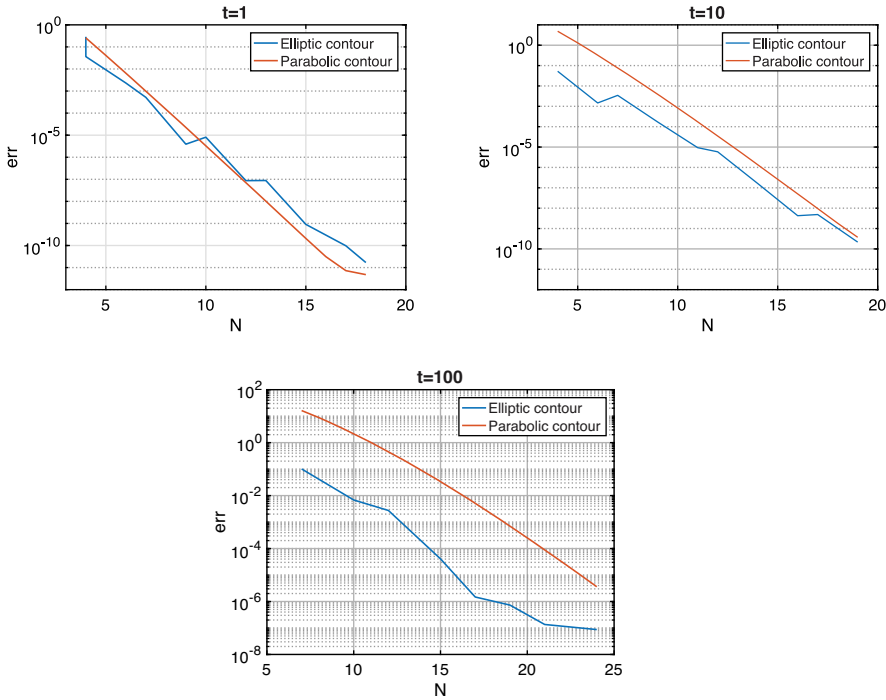 t=1
10^0
10^-5
10^-10
err
5
10
15
20
N
Elliptic contour
Parabolic contour
t=10
10^0
10^-5
10^-10
err
5
10
15
20
N
Elliptic contour
Parabolic contour
t=100
10^2
10^0
10^-2
10^-4
10^-6
10^-8
err
5
10
15
20
25
N
Elliptic contour
Parabolic contour